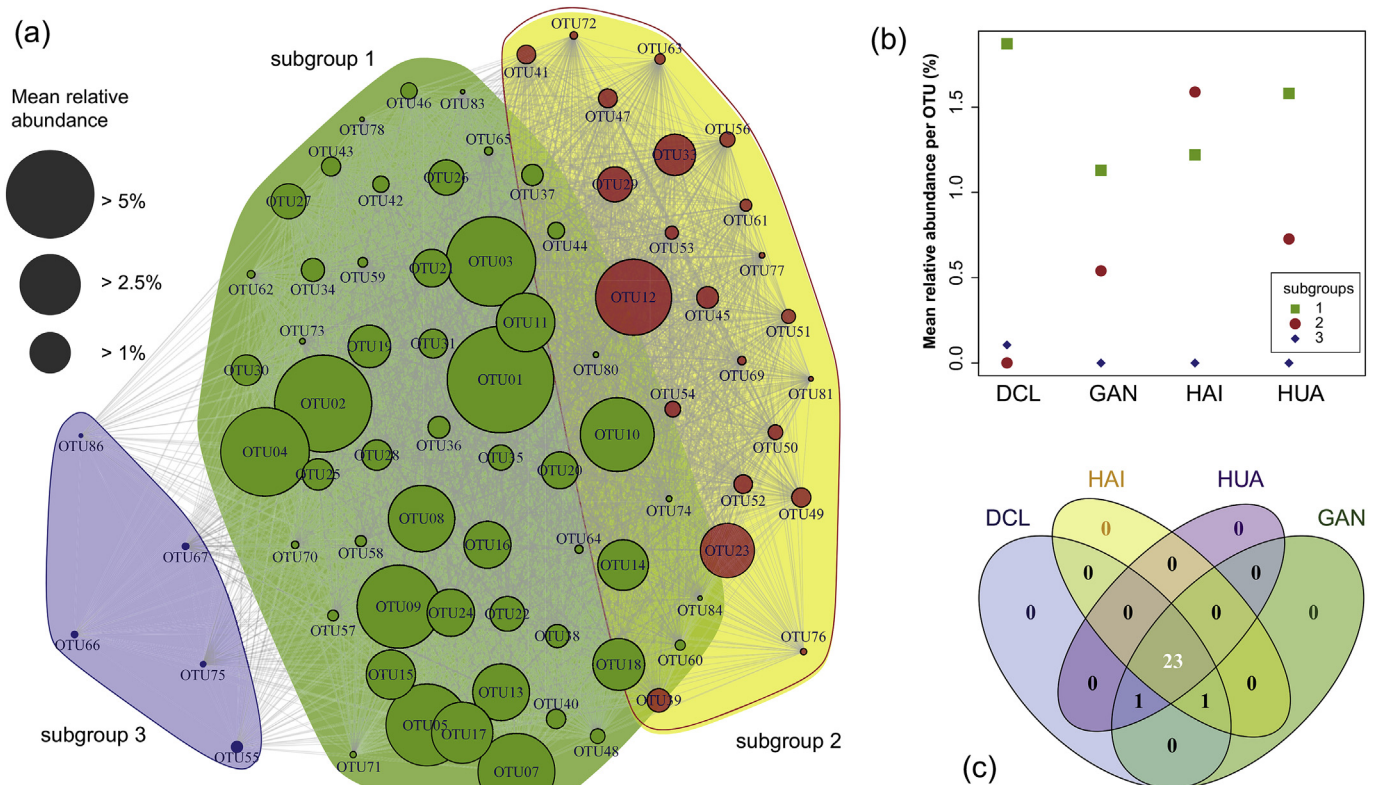 (a)
subgroup 1
Mean relative
abundance
> 5%
> 2.5%
> 1%
OTU72
OTU63
OTU41
OTU46
OTU83
OTU47
OTU78
OTU56
OTU65
OTU43
OTU33
OTU26
OTU29
OTU37
OTU42
OTU27
OTU61
OTU44
OTU53
OTU03
OTU21
OTU59
OTU77
OTU62
OTU34
OTU12
OTU45
OTU11
OTU51
OTU73
OTU19
OTU31
OTU80
OTU69
OTU30
OTU01
OTU81
OTU02
OTU54
OTU10
OTU86
OTU36
OTU50
OTU04
OTU28
OTU35
OTU25
OTU20
OTU52
OTU49
OTU74
OTU08
OTU67
OTU70
OTU58
OTU16
OTU64
OTU23
OTU14
OTU09
OTU24
OTU22
OTU84
OTU57
OTU38
OTU66
OTU76
OTU60
OTU75
OTU15
OTU18
OTU13
OTU39
OTU40
OTU05
OTU17
OTU48
OTU55
OTU71
OTU07
subgroup 3
subgroup 2
(b)
Mean relative abundance per OTU (%)
1.5
1.0
0.5
0.0
DCL
GAN
HAI
HUA
subgroups
1
2
3
HAI
HUA
DCL
GAN
0
0
0
0
0
0
0
0
0
23
0
0
1
1
0
(c)